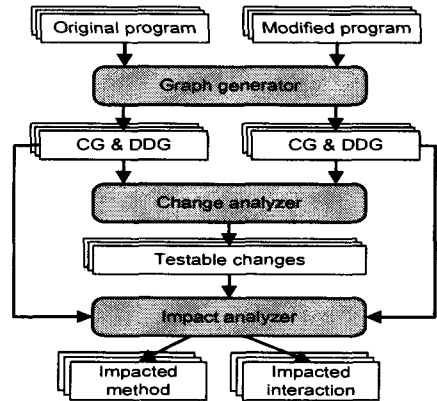 Original program
Modified program
Graph generator
CG & DDG
CG & DDG
Change analyzer
Testable changes
Impact analyzer
Impacted
method
Impacted
interaction